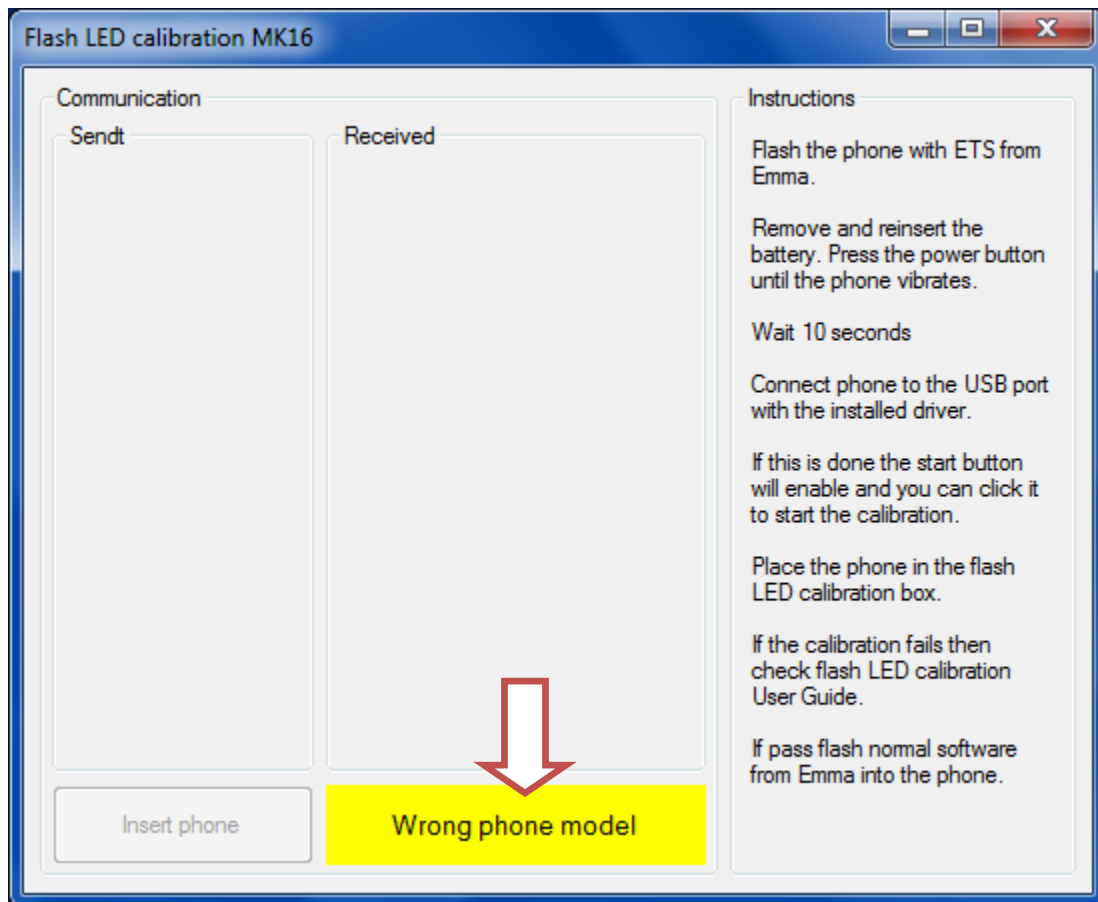 Flash LED calibration MK16
Communication
Sendt
Received
Insert phone
Wrong phone model
Instructions
Flash the phone with ETS from
Emma.
Remove and reinsert the
battery. Press the power button
until the phone vibrates.
Wait 10 seconds
Connect phone to the USB port
with the installed driver.
If this is done the start button
will enable and you can click it
to start the calibration.
Place the phone in the flash
LED calibration box.
If the calibration fails then
check flash LED calibration
User Guide.
If pass flash normal software
from Emma into the phone.